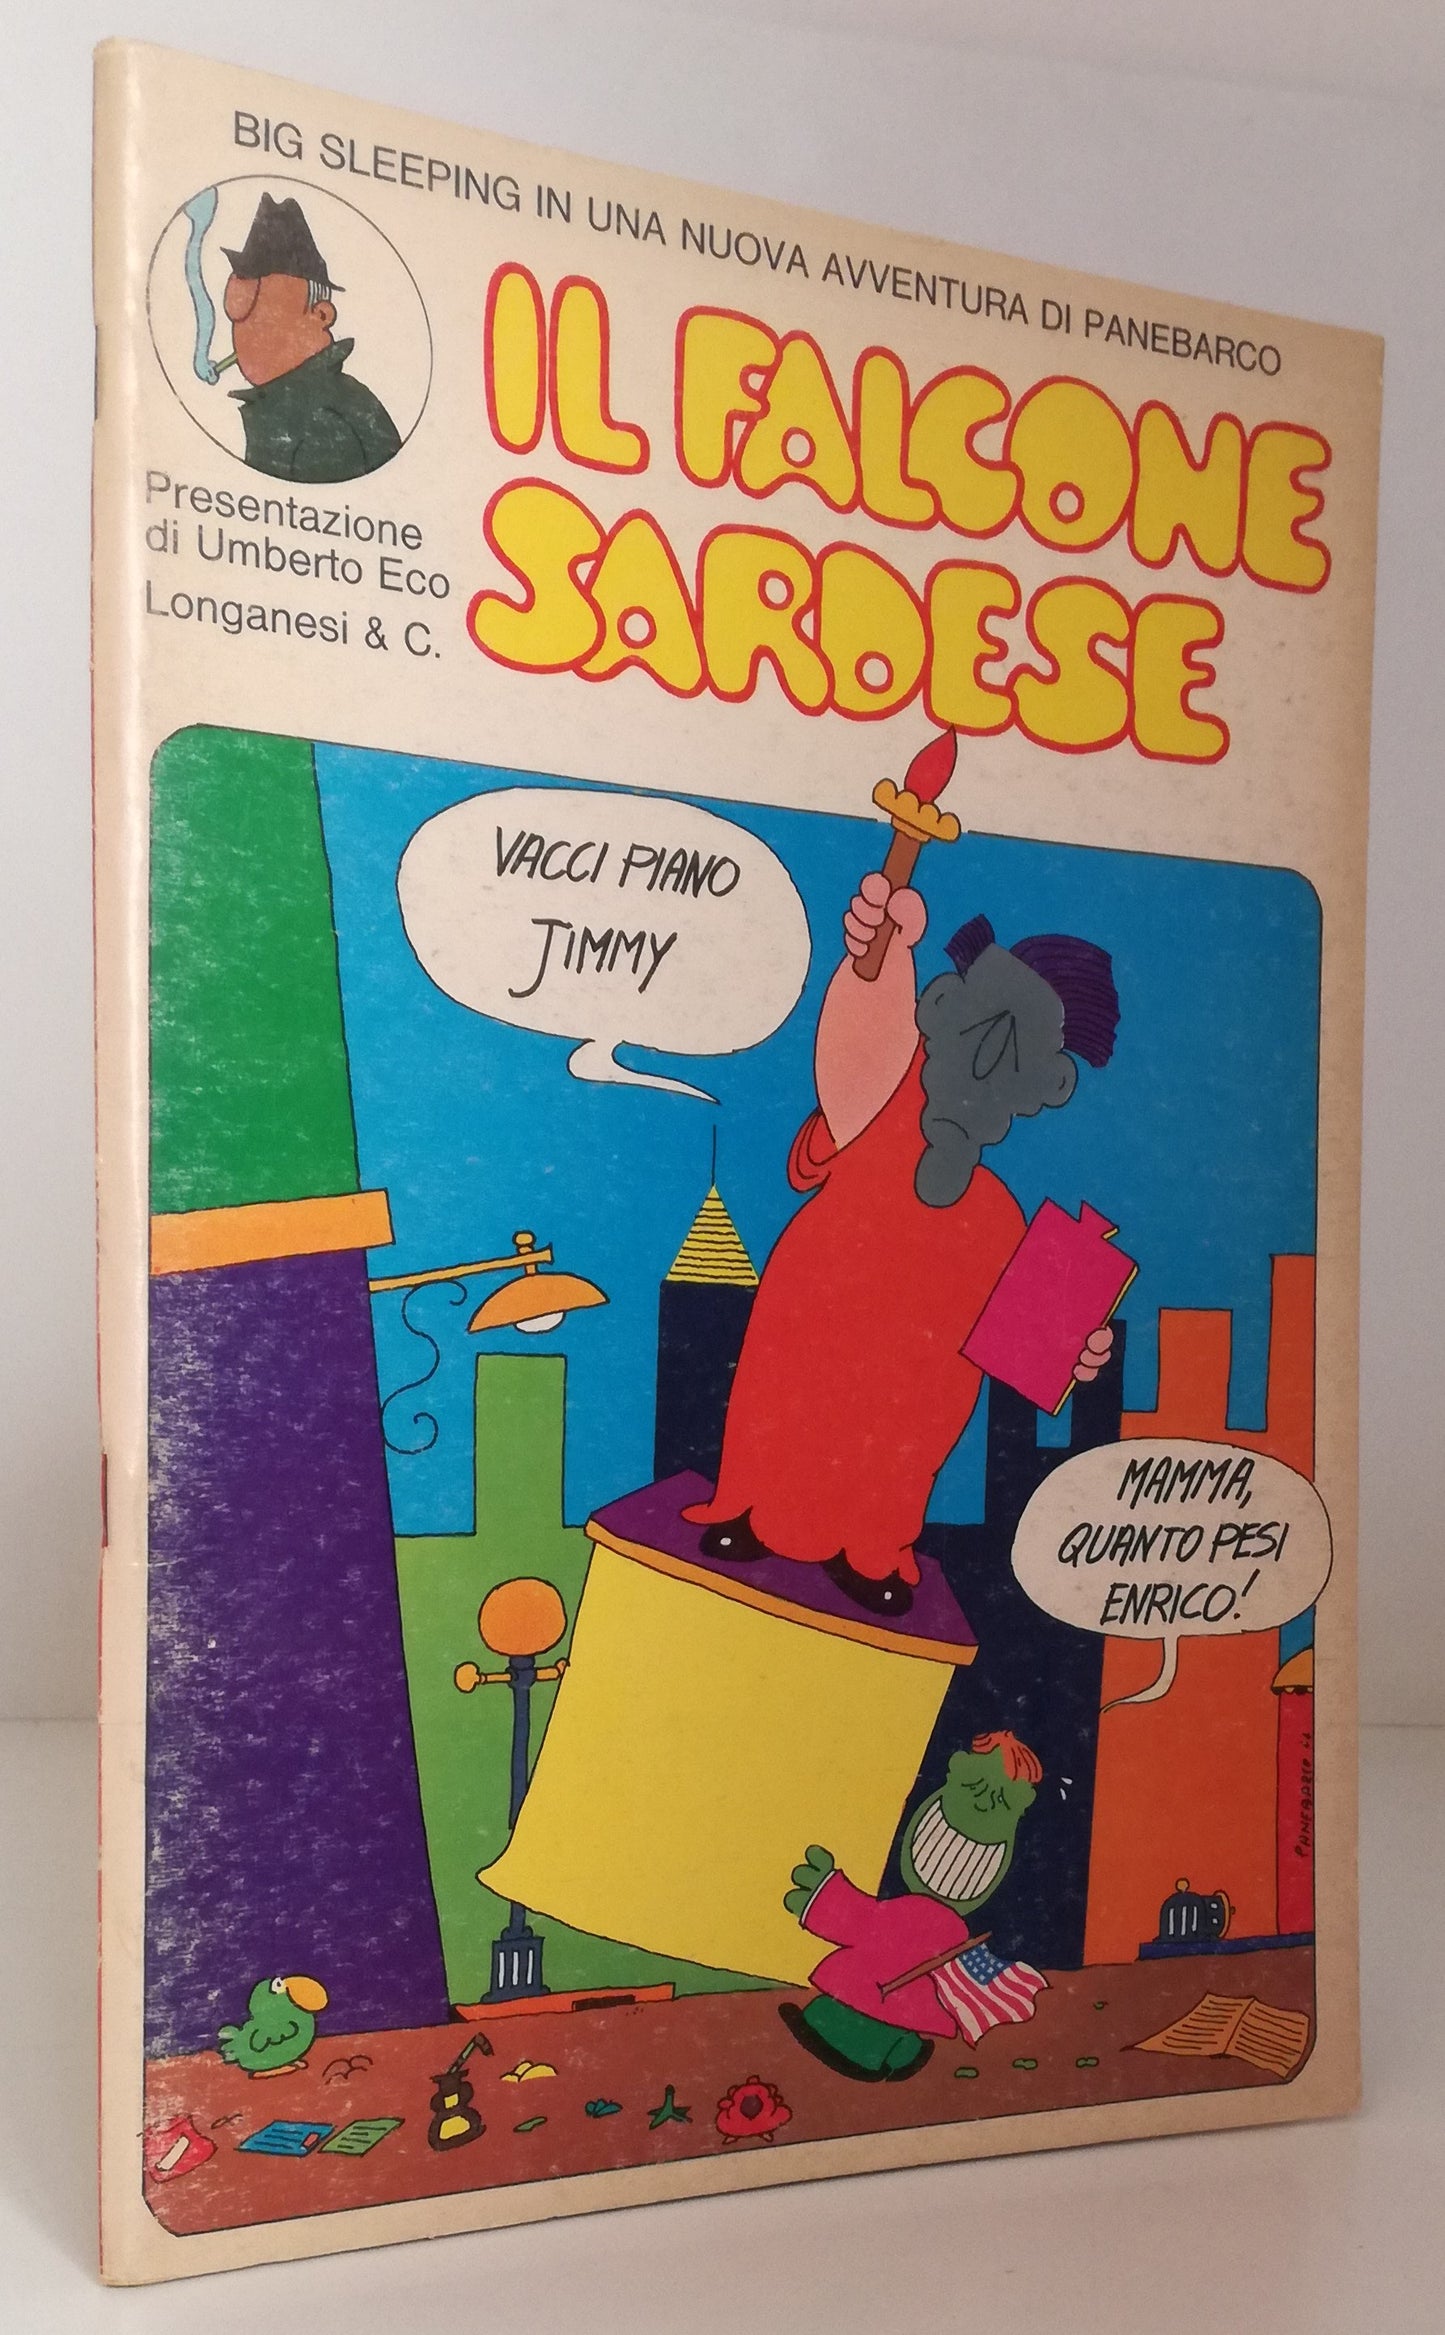 BIG SLEEPING IN UNA NUOVA AVVENTURA DI PANEBARCO
IL FALCONE
SARDESE
Presentazione
di Umberto Eco
Longanesi & C.
VACCI PIANO
JIMMY
MAMMA,
QUANTO PESI
ENRICO!
PANEBARCO